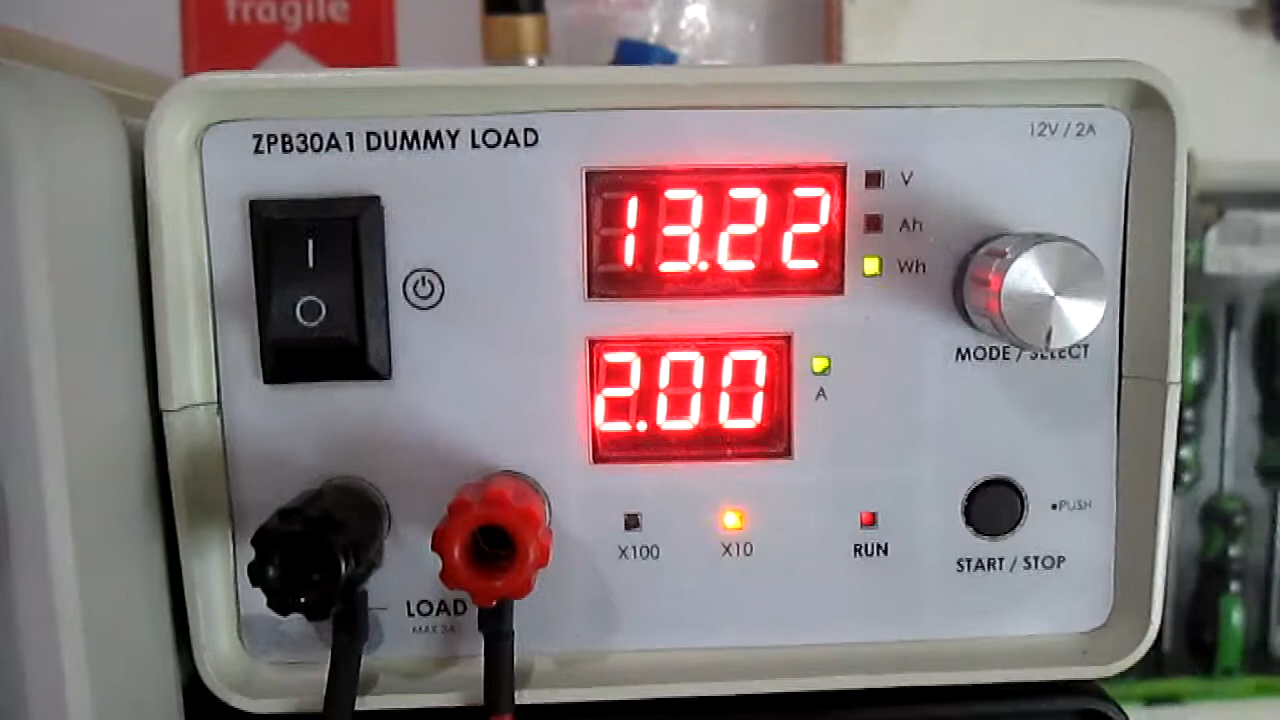 fragile
ZPB30A1 DUMMY LOAD
12V / 2A
13.22
V
Ah
Wh
MODE / SELECT
2.00
A
X100
X10
RUN
•PUSH
START / STOP
LOAD
MAX 3A